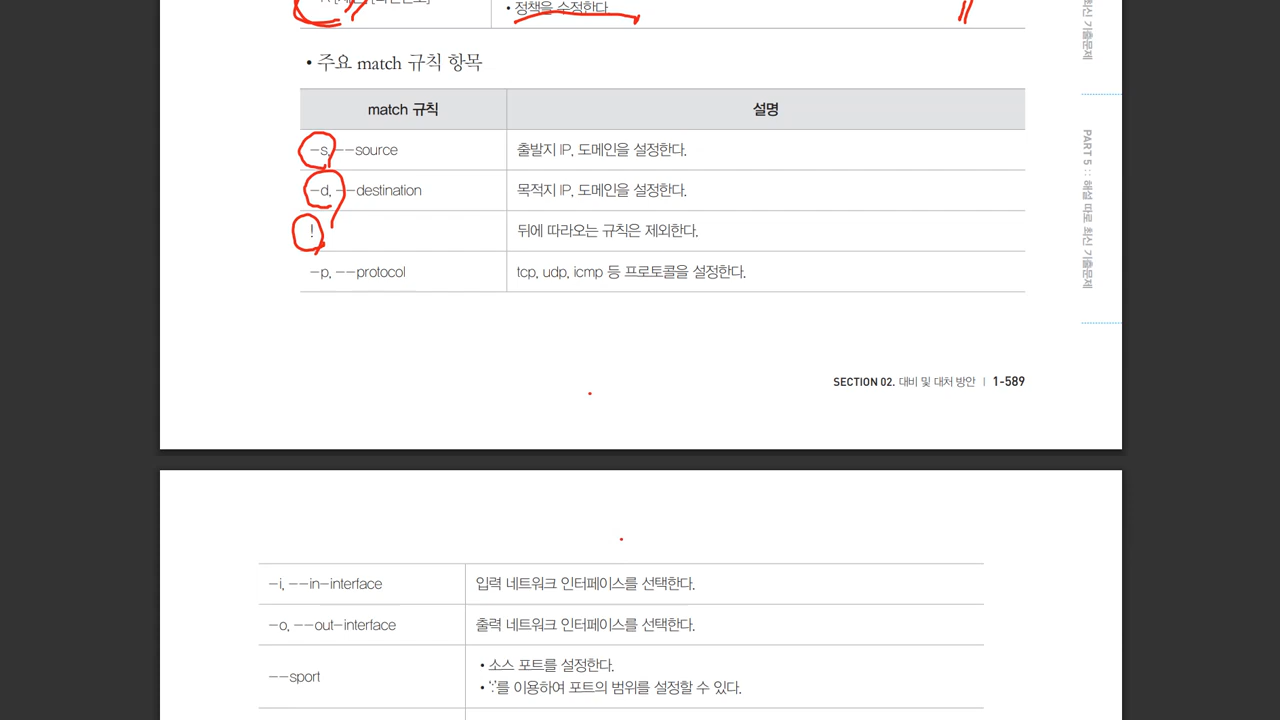 • 정책을 수정한다.
최신 기출문제
• 주요 match 규칙 항목
match 규칙 설명
-s, --source 출발지 IP, 도메인을 설정한다.
-d, --destination 목적지 IP, 도메인을 설정한다.
! 뒤에 따라오는 규칙은 제외한다.
-p, --protocol tcp, udp, icmp 등 프로토콜을 설정한다.
PART 5 :: 해설 따로 최신 기출문제
SECTION 02. 대비 및 대처 방안 | 1-589
-i, --in-interface 입력 네트워크 인터페이스를 선택한다.
-o, --out-interface 출력 네트워크 인터페이스를 선택한다.
--sport • 소스 포트를 설정한다.
• ':'를 이용하여 포트의 범위를 설정할 수 있다.